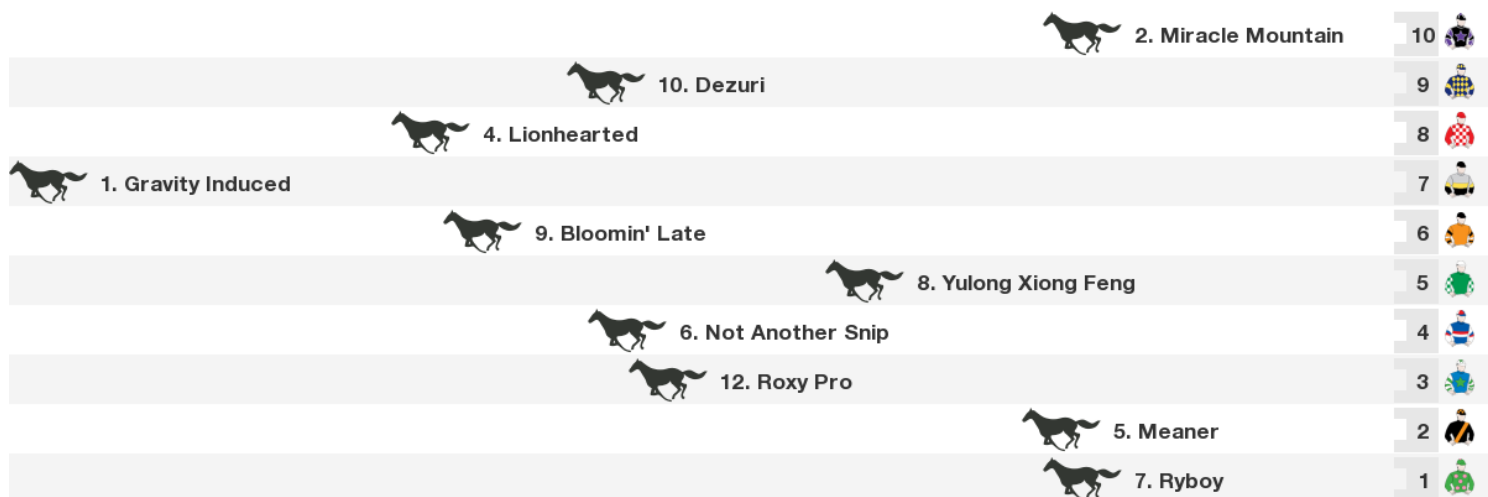 2. Miracle Mountain 10
10. Dezuri 9
4. Lionhearted 8
1. Gravity Induced 7
9. Bloomin' Late 6
8. Yulong Xiong Feng 5
6. Not Another Snip 4
12. Roxy Pro 3
5. Meaner 2
7. Ryboy 1